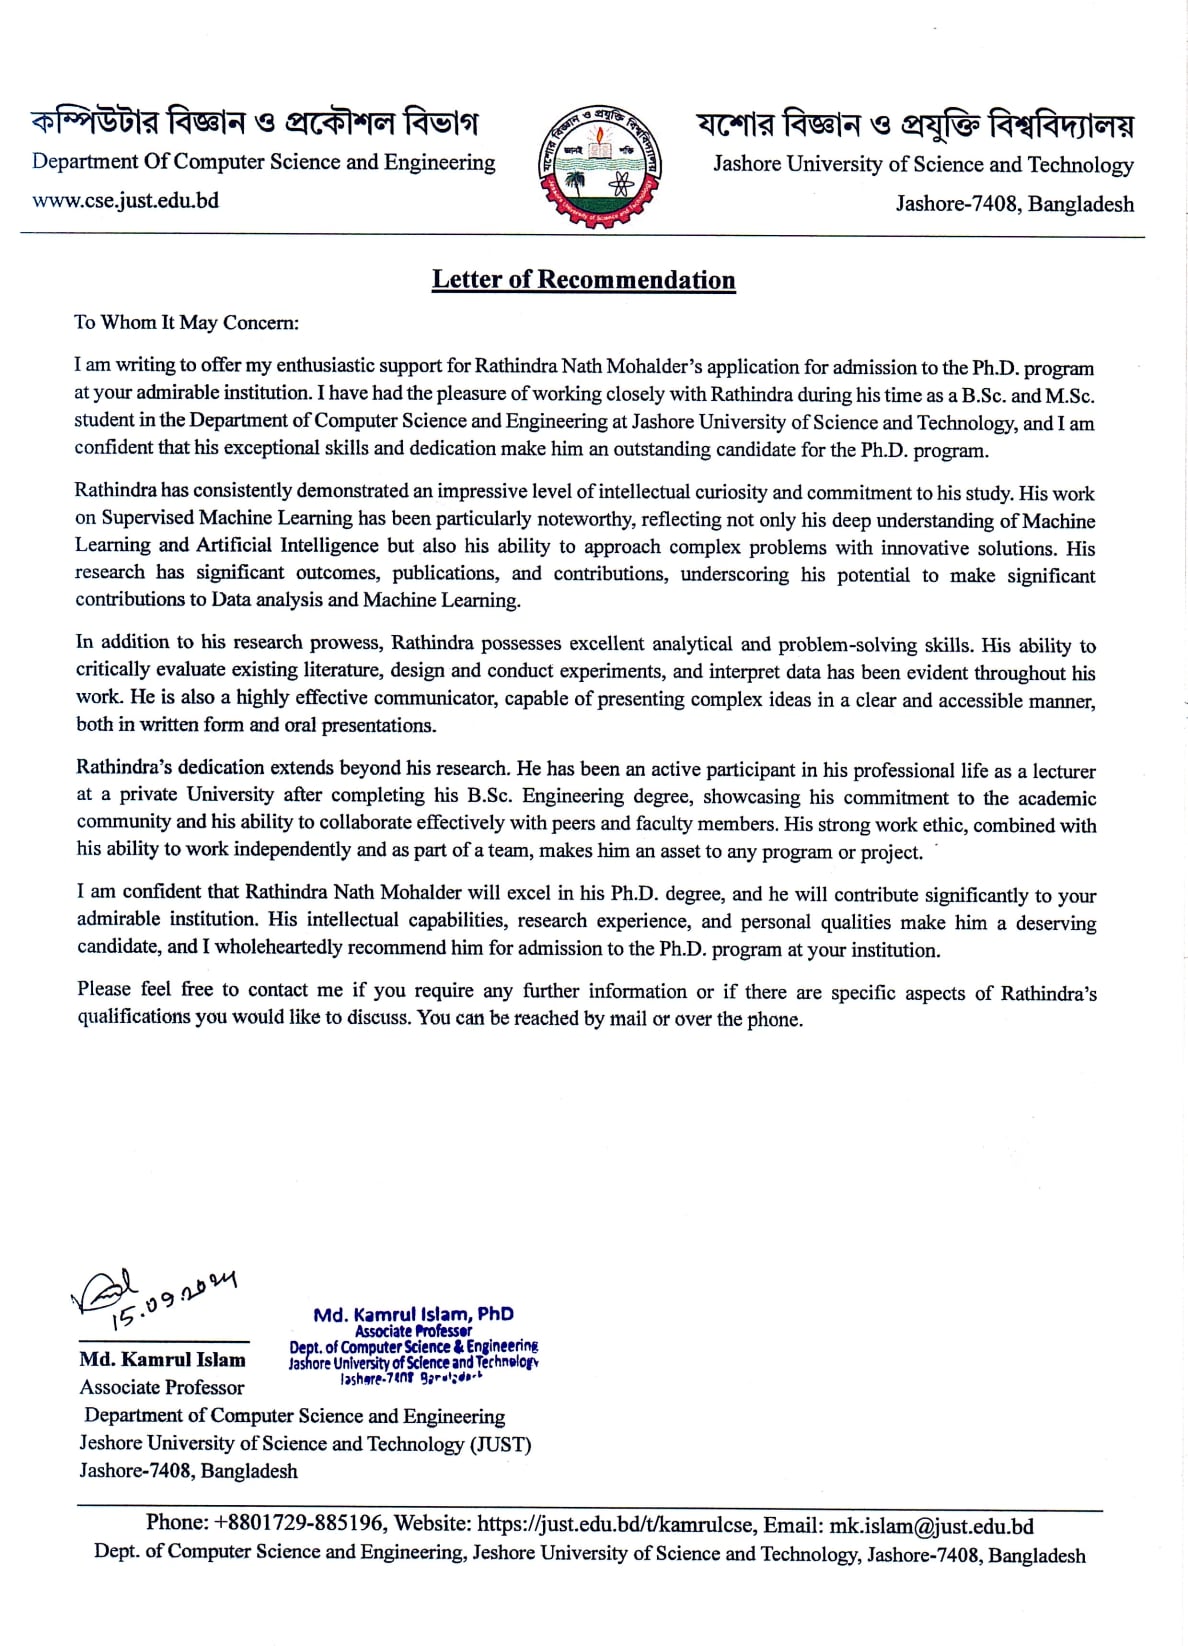 কম্পিউটার বিজ্ঞান ও প্রকৌশল বিভাগ
Department Of Computer Science and Engineering
www.cse.just.edu.bd
যশোর বিজ্ঞান ও প্রযুক্তি বিশ্ববিদ্যালয়
জ্ঞানই শক্তি
Jashore University of Science and Technology
যশোর বিজ্ঞান ও প্রযুক্তি বিশ্ববিদ্যালয়
Jashore University of Science and Technology
Jashore-7408, Bangladesh
Letter of Recommendation
To Whom It May Concern:
I am writing to offer my enthusiastic support for Rathindra Nath Mohalder’s application for admission to the Ph.D. program
at your admirable institution. I have had the pleasure of working closely with Rathindra during his time as a B.Sc. and M.Sc.
student in the Department of Computer Science and Engineering at Jashore University of Science and Technology, and I am
confident that his exceptional skills and dedication make him an outstanding candidate for the Ph.D. program.
Rathindra has consistently demonstrated an impressive level of intellectual curiosity and commitment to his study. His work
on Supervised Machine Learning has been particularly noteworthy, reflecting not only his deep understanding of Machine
Learning and Artificial Intelligence but also his ability to approach complex problems with innovative solutions. His
research has significant outcomes, publications, and contributions, underscoring his potential to make significant
contributions to Data analysis and Machine Learning.
In addition to his research prowess, Rathindra possesses excellent analytical and problem-solving skills. His ability to
critically evaluate existing literature, design and conduct experiments, and interpret data has been evident throughout his
work. He is also a highly effective communicator, capable of presenting complex ideas in a clear and accessible manner,
both in written form and oral presentations.
Rathindra’s dedication extends beyond his research. He has been an active participant in his professional life as a lecturer
at a private University after completing his B.Sc. Engineering degree, showcasing his commitment to the academic
community and his ability to collaborate effectively with peers and faculty members. His strong work ethic, combined with
his ability to work independently and as part of a team, makes him an asset to any program or project.
I am confident that Rathindra Nath Mohalder will excel in his Ph.D. degree, and he will contribute significantly to your
admirable institution. His intellectual capabilities, research experience, and personal qualities make him a deserving
candidate, and I wholeheartedly recommend him for admission to the Ph.D. program at your institution.
Please feel free to contact me if you require any further information or if there are specific aspects of Rathindra’s
qualifications you would like to discuss. You can be reached by mail or over the phone.
15.09.2024
Md. Kamrul Islam, PhD
Associate Professor
Dept. of Computer Science & Engineering
Jashore University of Science and Technology
Jashore-7408 Bangladesh
Md. Kamrul Islam
Associate Professor
Department of Computer Science and Engineering
Jeshore University of Science and Technology (JUST)
Jashore-7408, Bangladesh
Phone: +8801729-885196, Website: https://just.edu.bd/t/kamrulcse, Email: mk.islam@just.edu.bd
Dept. of Computer Science and Engineering, Jeshore University of Science and Technology, Jashore-7408, Bangladesh